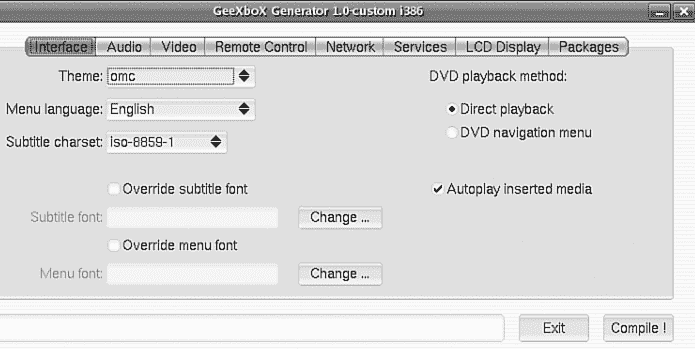 GeeXboX Generator 1.0-custom i386
Interface Audio Video Remote Control Network Services LCD Display Packages
Theme: omc
Menu language: English
Subtitle charset: iso-8859-1
DVD playback method:
Direct playback
DVD navigation menu
Override subtitle font
Autoplay inserted media
Subtitle font: Change ...
Override menu font
Menu font: Change ...
Exit Compile !